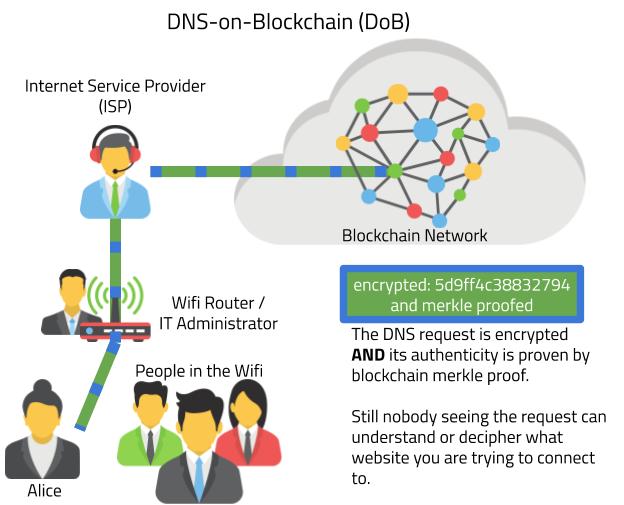 DNS-on-Blockchain (DoB)
Internet Service Provider
(ISP)
Blockchain Network
encrypted: 5d9ff4c38832794
and merkle proofed
Wifi Router /
IT Administrator
The DNS request is encrypted
AND its authenticity is proven by
blockchain merkle proof.
People in the Wifi
Still nobody seeing the request can
understand or decipher what
website you are trying to connect
to.
Alice